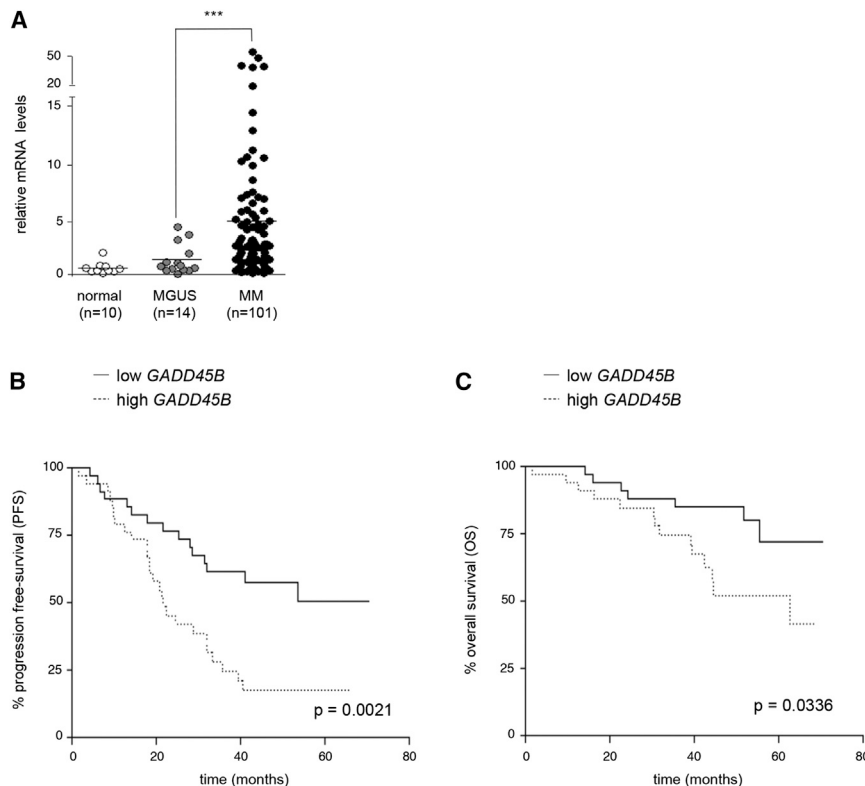 A
***
50
20
15
10
5
0
relative mRNA levels
normal
(n=10)
MGUS
(n=14)
MM
(n=101)
B
low GADD45B
high GADD45B
100
75
50
25
0
% progression free-survival (PFS)
p = 0.0021
0 20 40 60 80
time (months)
C
low GADD45B
high GADD45B
100
75
50
25
0
% overall survival (OS)
p = 0.0336
0 20 40 60 80
time (months)